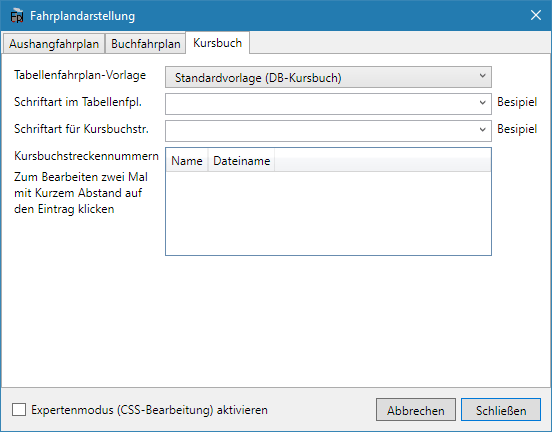 Fpl Fahrplandarstellung
Aushangfahrplan Buchfahrplan Kursbuch
Tabellenfahrplan-Vorlage Standardvorlage (DB-Kursbuch)
Schriftart im Tabellenfpl. Besipiel
Schriftart für Kursbuchstr. Besipiel
Kursbuchstreckennummern Name Dateiname
Zum Bearbeiten zwei Mal
mit Kurzem Abstand auf
den Eintrag klicken
Expertenmodus (CSS-Bearbeitung) aktivieren Abbrechen Schließen